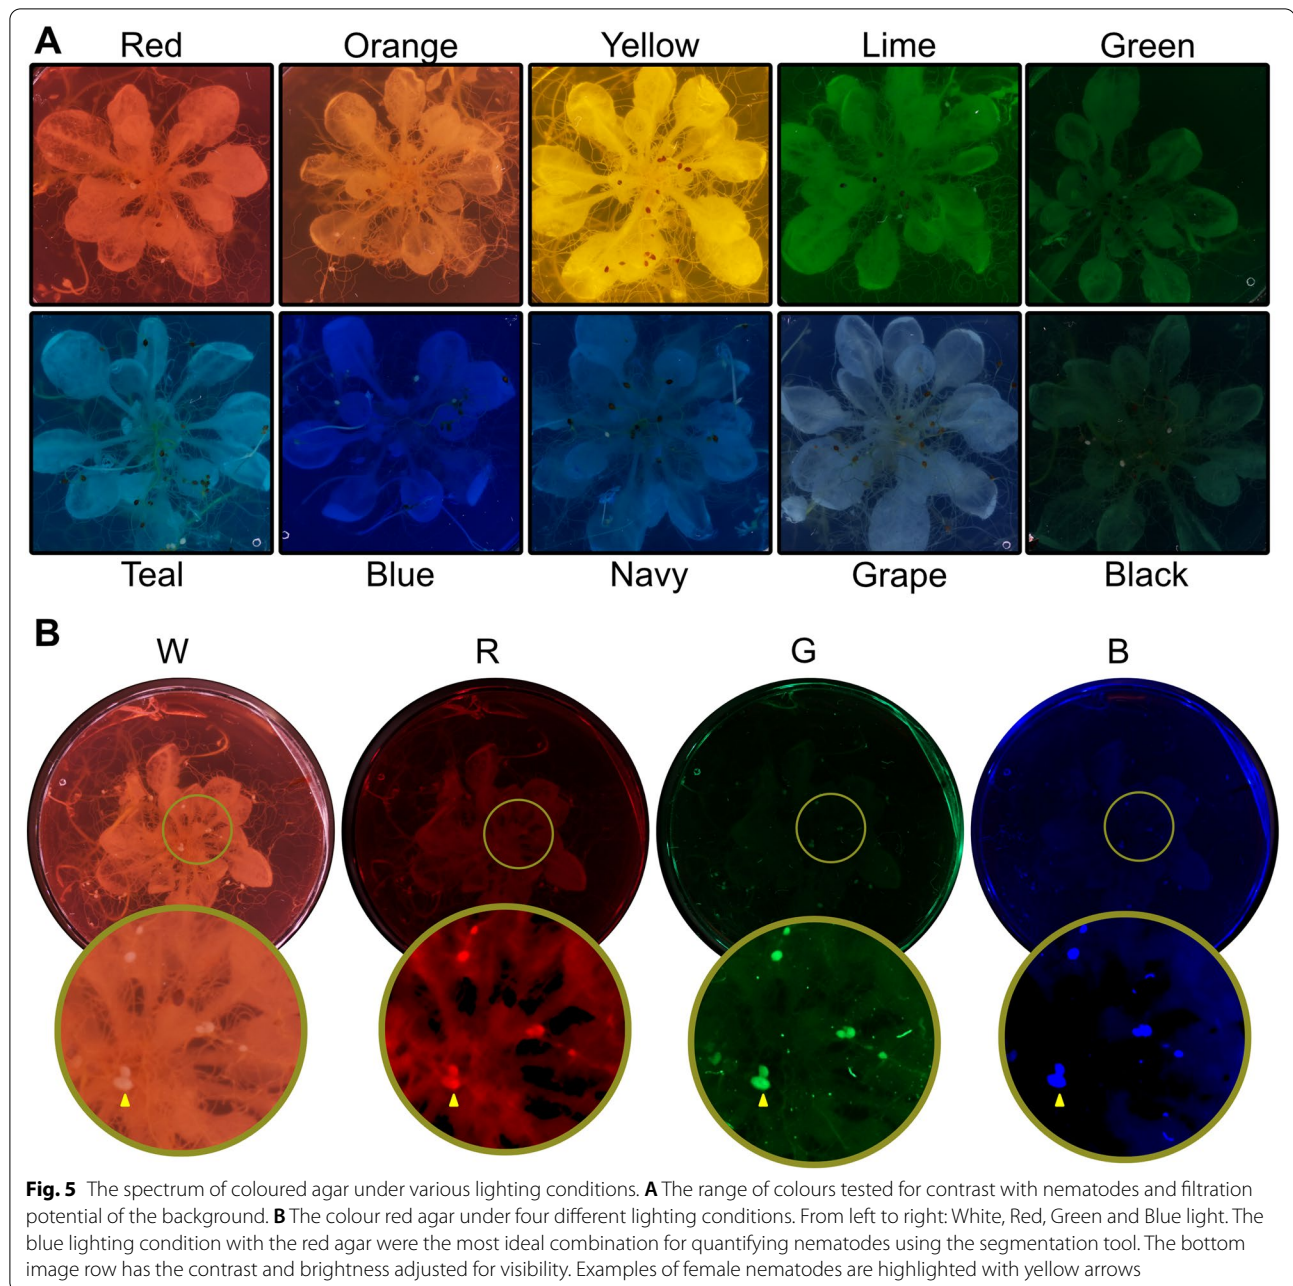 A
Red Orange Yellow Lime Green
Teal Blue Navy Grape Black
B
W R G B
Fig. 5 The spectrum of coloured agar under various lighting conditions. A The range of colours tested for contrast with nematodes and filtration
potential of the background. B The colour red agar under four different lighting conditions. From left to right: White, Red, Green and Blue light. The
blue lighting condition with the red agar were the most ideal combination for quantifying nematodes using the segmentation tool. The bottom
image row has the contrast and brightness adjusted for visibility. Examples of female nematodes are highlighted with yellow arrows